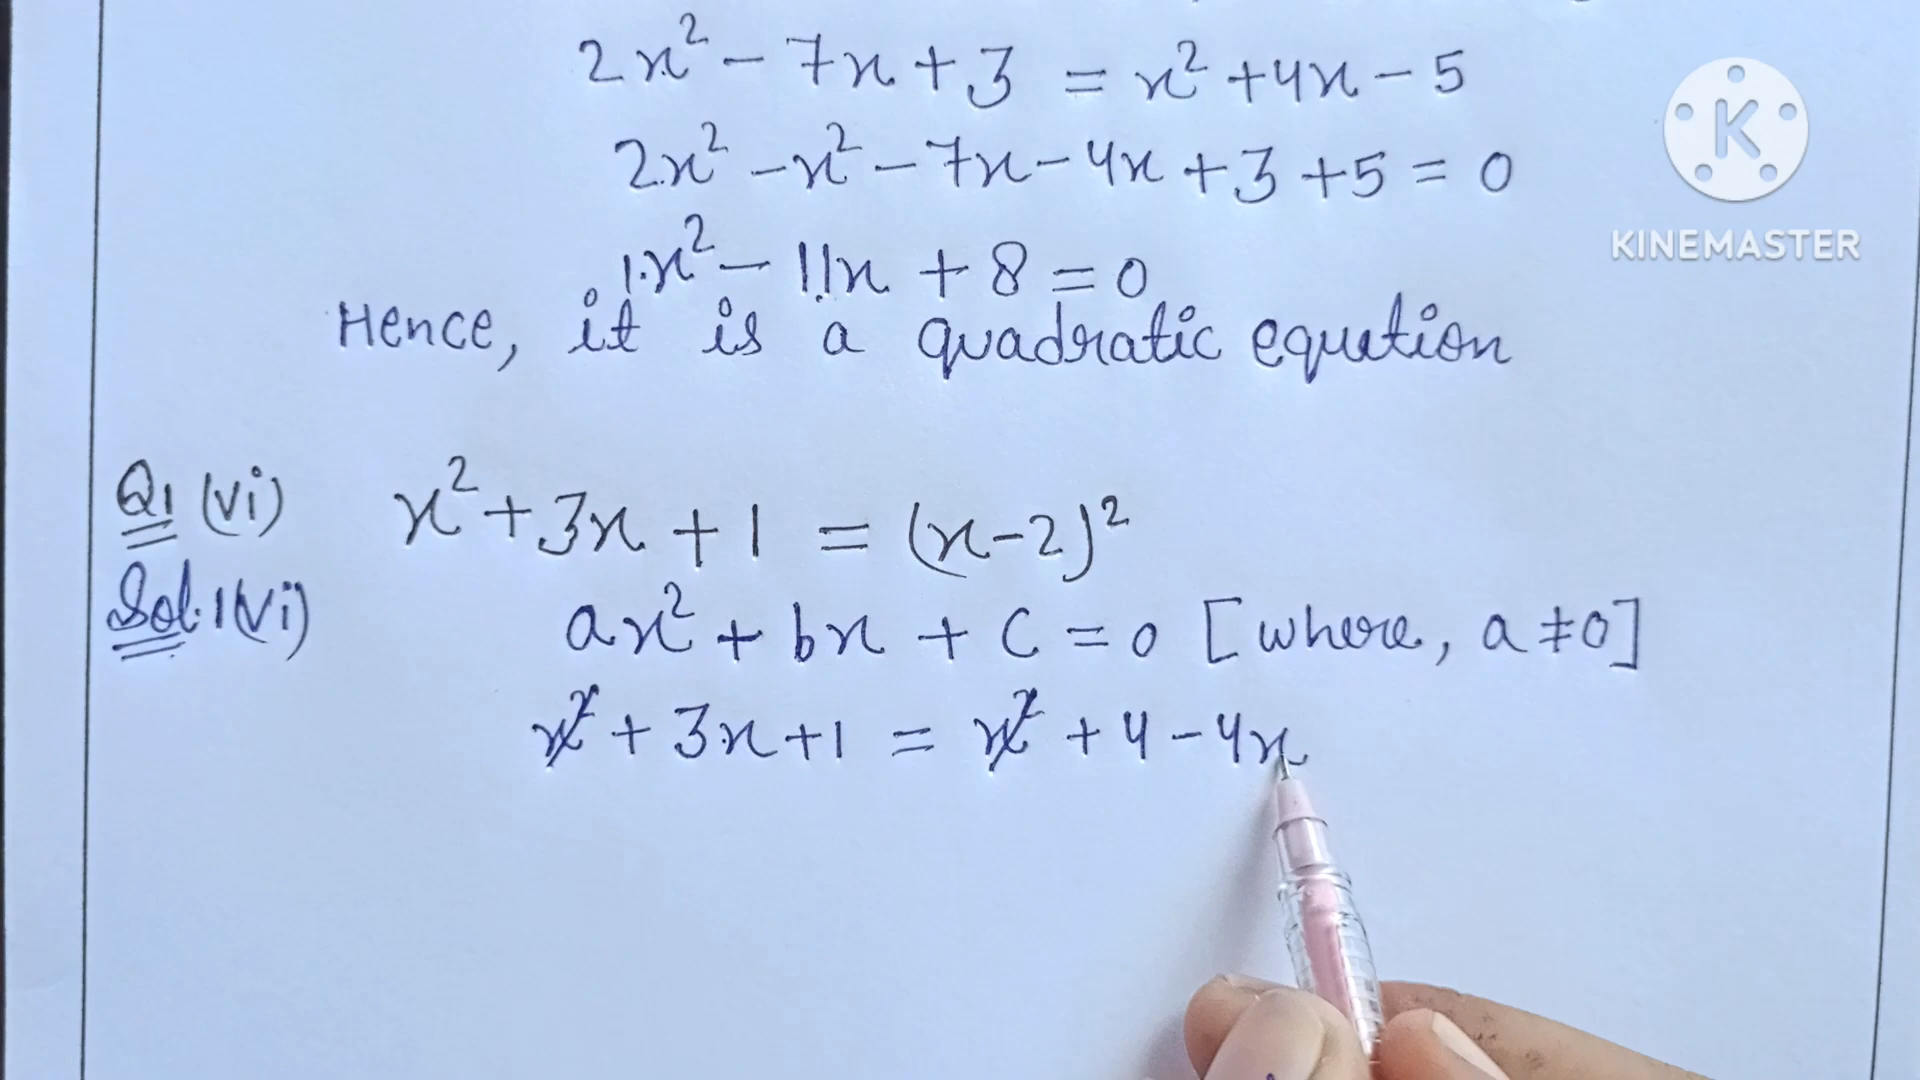 2x² - 7x + 3 = x² + 4x - 5
2x² - x² - 7x - 4x + 3 + 5 = 0
1x² - 11x + 8 = 0
Hence, it is a quadratic equation
Q1 (vi) x² + 3x + 1 = (x-2)²
Sol. 1(vi) ax² + bx + c = 0 [where, a ≠ 0]
x² + 3x + 1 = x² + 4 - 4x
K
KINEMASTER